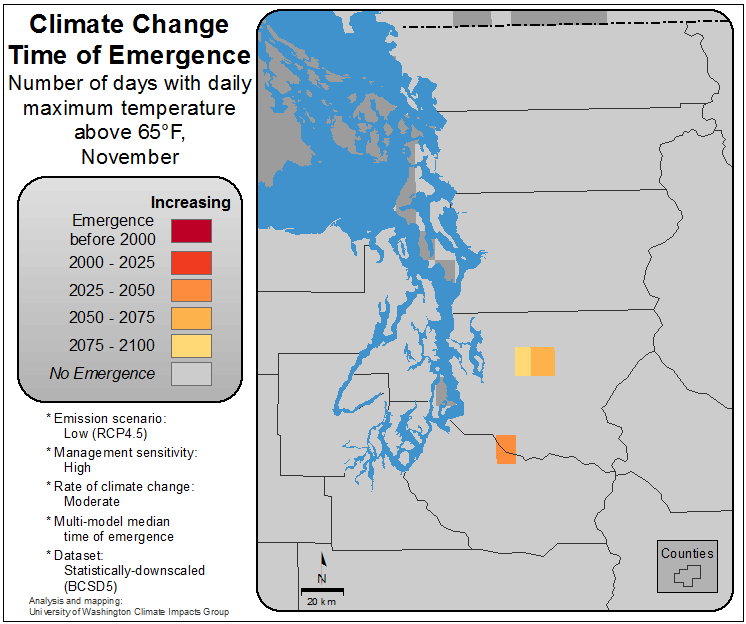 Climate Change
Time of Emergence
Number of days with daily
maximum temperature
above 65°F,
November
Increasing
Emergence
before 2000
2000 - 2025
2025 - 2050
2050 - 2075
2075 - 2100
No Emergence
* Emission scenario:
Low (RCP4.5)
* Management sensitivity:
High
* Rate of climate change:
Moderate
* Multi-model median
time of emergence
* Dataset:
Statistically-downscaled
(BCSD5)
Analysis and mapping:
University of Washington Climate Impacts Group
N
20 km
Counties